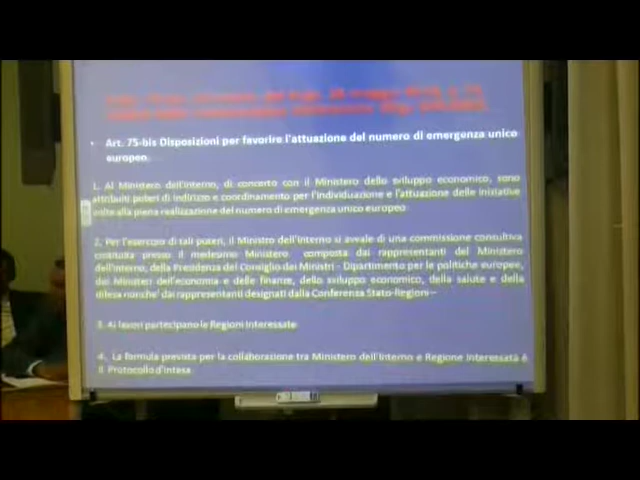 • Art. 75-bis Disposizioni per favorire l'attuazione del numero di emergenza unico
europeo.
1. Al Ministero dell'interno, di concerto con il Ministero dello sviluppo economico, sono
attribuiti poteri di indirizzo e coordinamento per l'individuazione e l'attuazione delle iniziative
volte alla piena realizzazione del numero di emergenza unico europeo
2. Per l'esercizio di tali poteri, il Ministro dell'interno si avvale di una commissione consultiva
costituita presso il medesimo Ministero composta dai rappresentanti del Ministero
dell'interno, della Presidenza del Consiglio dei Ministri - Dipartimento per le politiche europee,
dei Ministeri dell'economia e delle finanze, dello sviluppo economico, della salute e della
difesa nonche' dai rappresentanti designati dalla Conferenza Stato-Regioni –
3. Ai lavori partecipano le Regioni interessate
4. La formula prevista per la collaborazione tra Ministero dell'Interno e Regione Interessata è
il Protocollo d'intesa